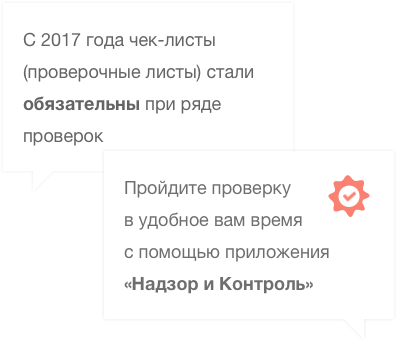 С 2017 года чек-листы
(проверочные листы) стали
обязательны при ряде
проверок
Пройдите проверку
в удобное вам время
с помощью приложения
«Надзор и Контроль»